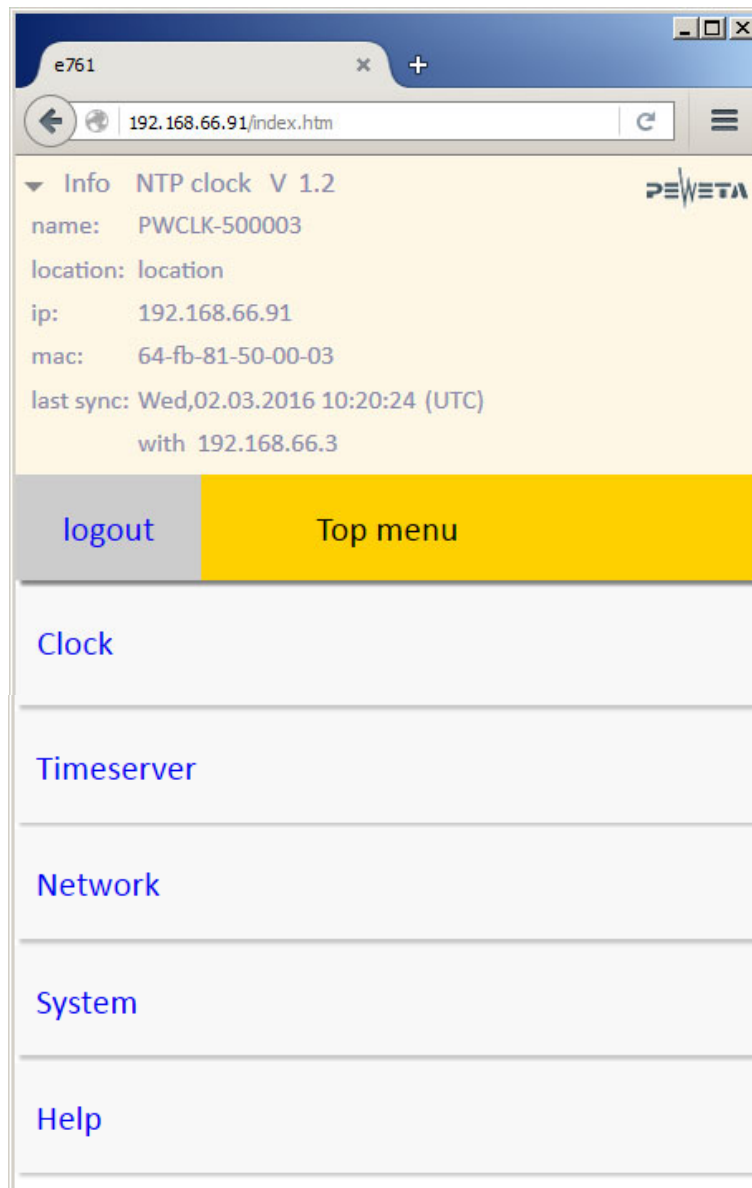 e761
192.168.66.91/index.htm
Info NTP clock V 1.2 PEWETA
name: PWCLK-500003
location: location
ip: 192.168.66.91
mac: 64-fb-81-50-00-03
last sync: Wed,02.03.2016 10:20:24 (UTC)
with 192.168.66.3
logout Top menu
Clock
Timeserver
Network
System
Help